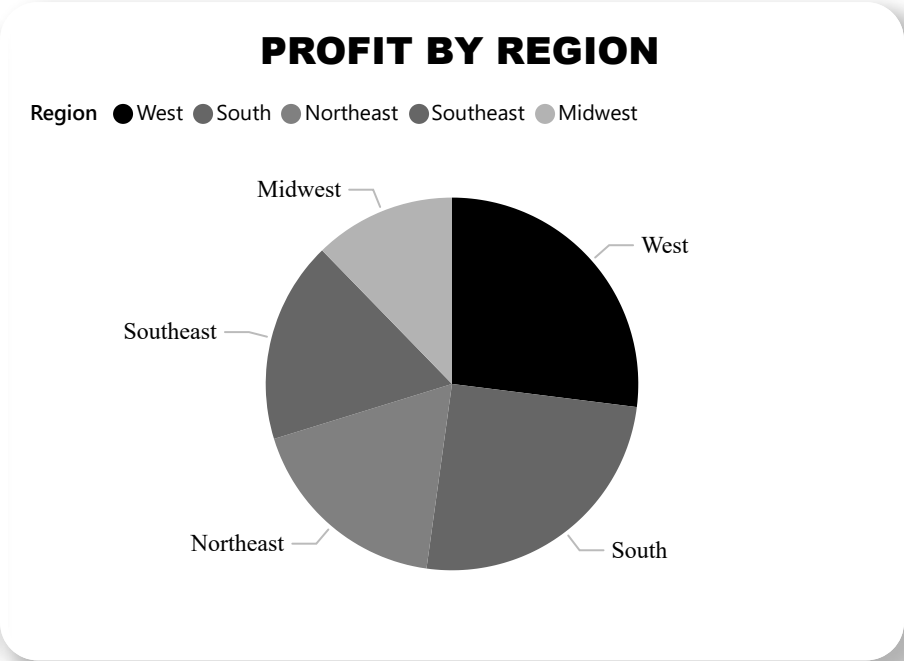 PROFIT BY REGION
Region West South Northeast Southeast Midwest
Midwest
West
Southeast
Northeast
South